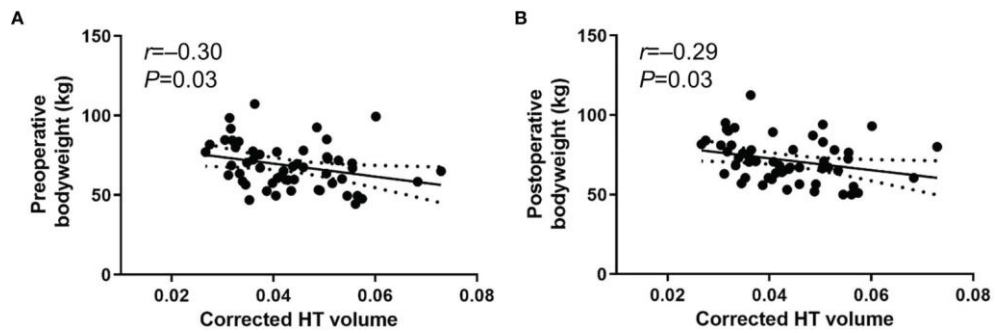 A
r=–0.30
P=0.03
150
100
50
0
Preoperative
bodyweight (kg)
0.02 0.04 0.06 0.08
Corrected HT volume
B
r=–0.29
P=0.03
150
100
50
0
Postoperative
bodyweight (kg)
0.02 0.04 0.06 0.08
Corrected HT volume